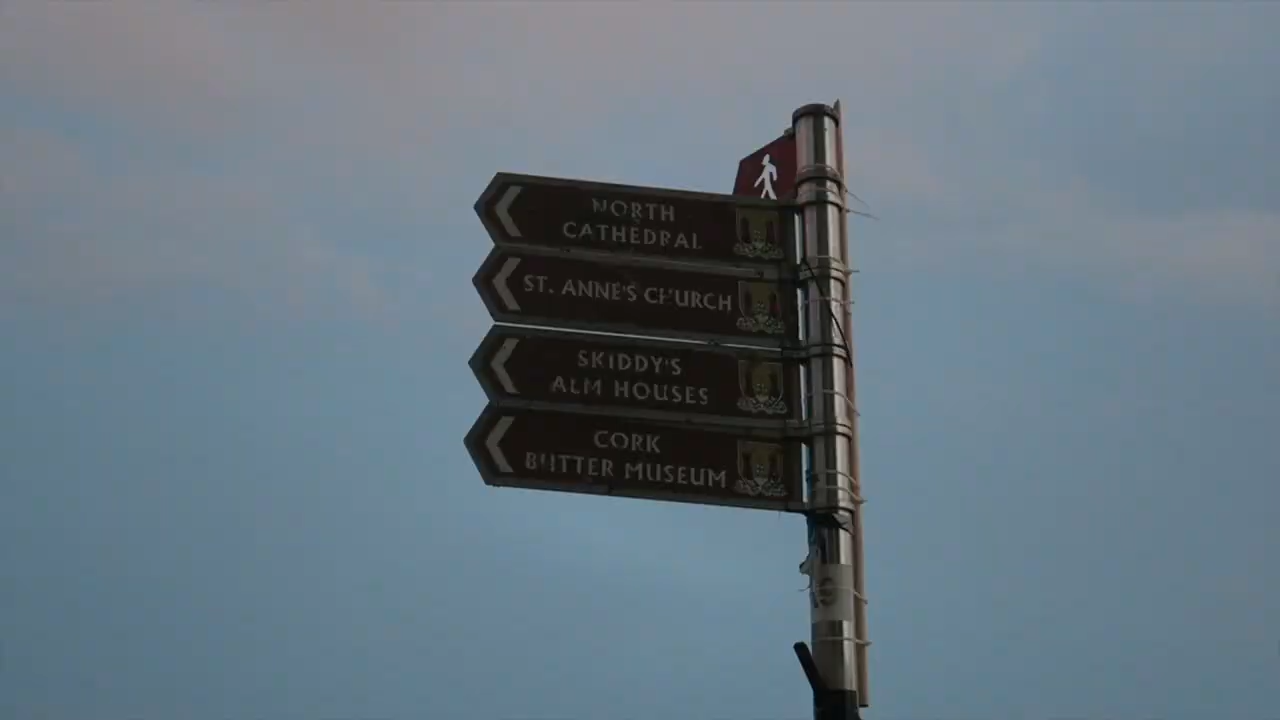 NORTH
CATHEDRAL
ST. ANNE'S CHURCH
SKIDDY'S
ALM HOUSES
CORK
BUTTER MUSEUM